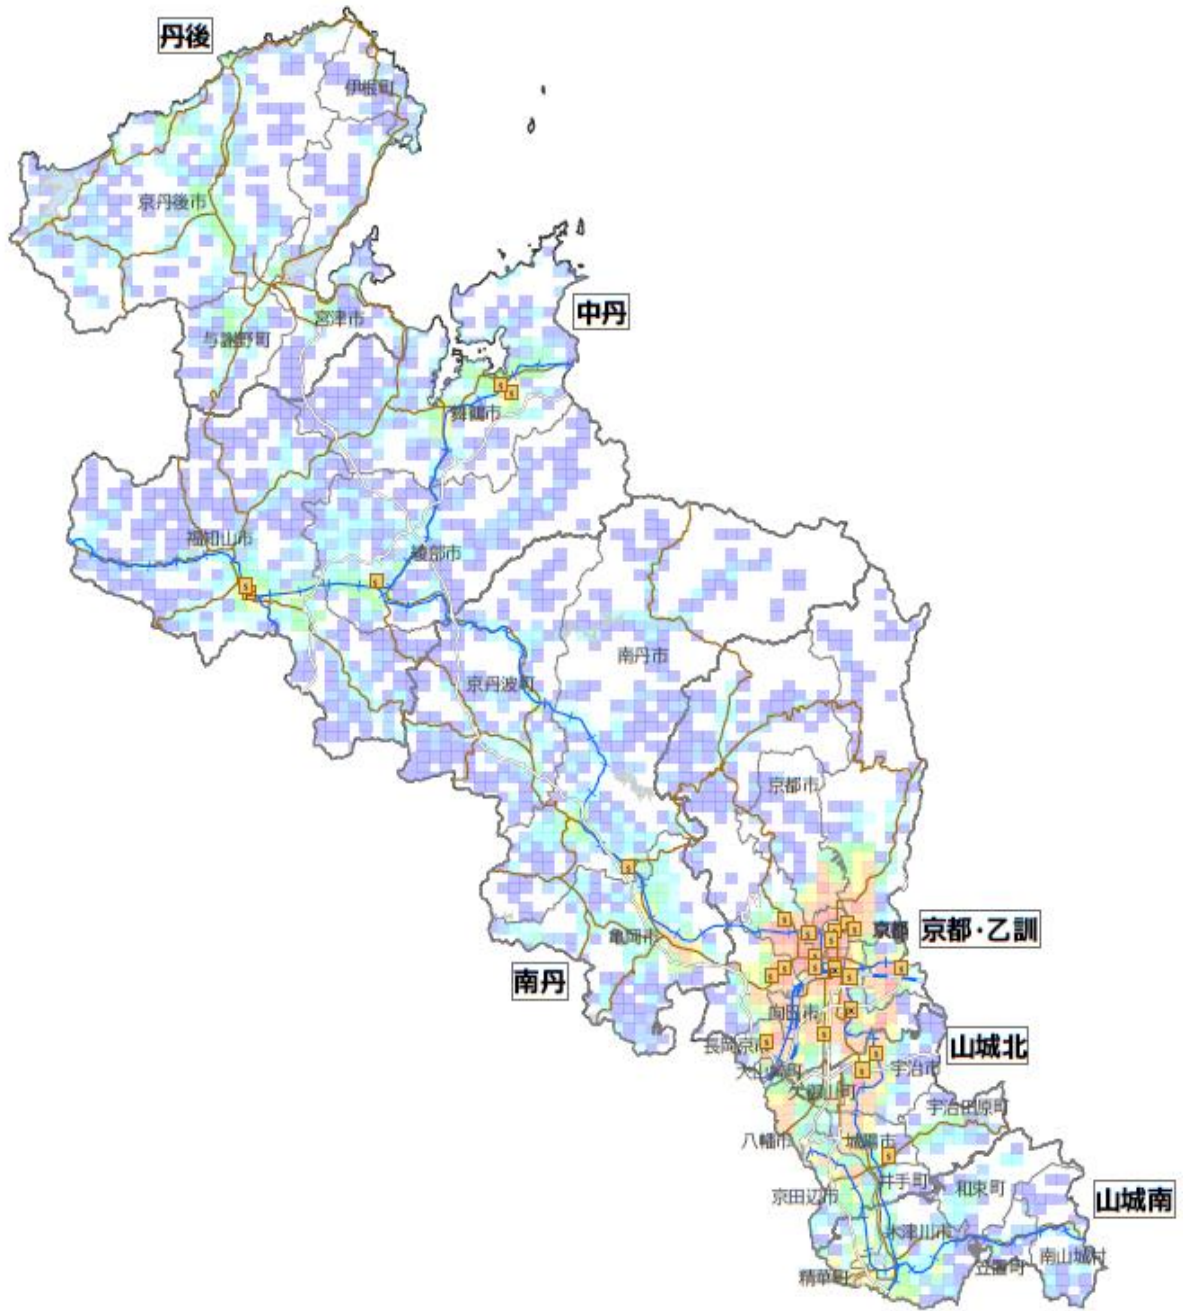 丹後
伊根町
京丹後市
中丹
宮津市
与謝野町
舞鶴市
福知山市
綾部市
南丹市
京丹波町
京都市
京都・乙訓
亀岡市
南丹
向日市
山城北
長岡京市
大山崎町
宇治市
久御山町
宇治田原町
八幡市
城陽市
井手町
和束町
山城南
京田辺市
木津川市
南山城村
笠置町
精華町